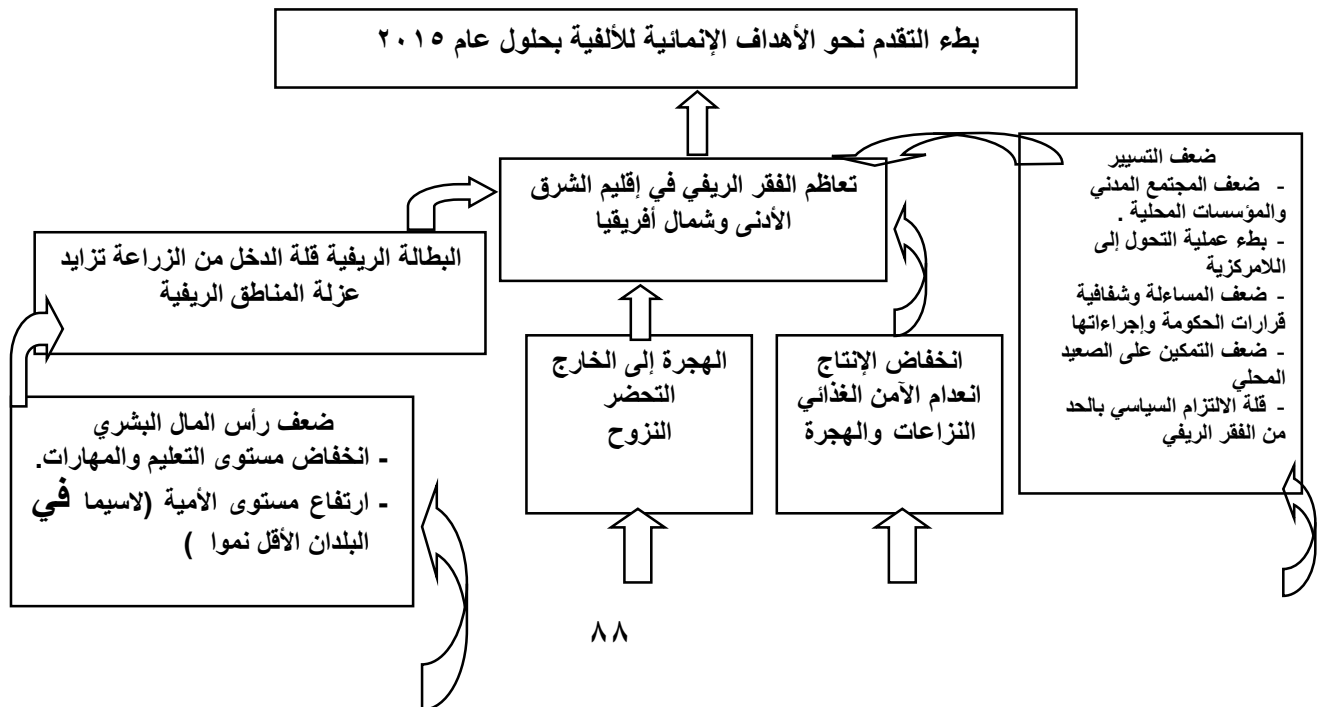 بطء التقدم نحو الأهداف الإنمائية للألفية بحلول عام ٢٠١٥
تعاظم الفقر الريفي في إقليم الشرق
الأدنى وشمال أفريقيا
ضعف التسيير
- ضعف المجتمع المدني
والمؤسسات المحلية .
- بطء عملية التحول إلى
اللامركزية
- ضعف المساءلة وشفافية
قرارات الحكومة وإجراءاتها
- ضعف التمكين على الصعيد
المحلي
- قلة الالتزام السياسي بالحد
من الفقر الريفي
البطالة الريفية قلة الدخل من الزراعة تزايد
عزلة المناطق الريفية
انخفاض الإنتاج
انعدام الآمن الغذائي
النزاعات والهجرة
الهجرة إلى الخارج
التحضر
النزوح
ضعف رأس المال البشري
- انخفاض مستوى التعليم والمهارات.
- ارتفاع مستوى الأمية (لاسيما في
البلدان الأقل نموا )
٨٨